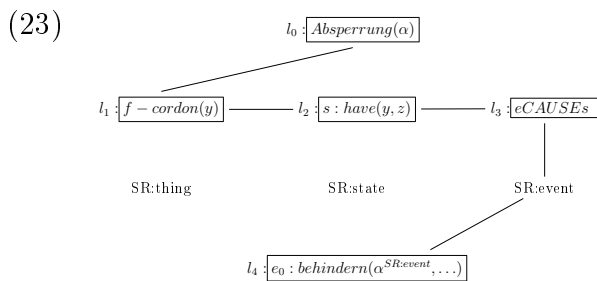 (23)
l₀ : Absperrung(α)
l₁ : f − cordon(y) l₂ : s : have(y, z) l₃ : eCAUSEs
SR:thing SR:state SR:event
l₄ : e₀ : behindern(α^SR:event, …)